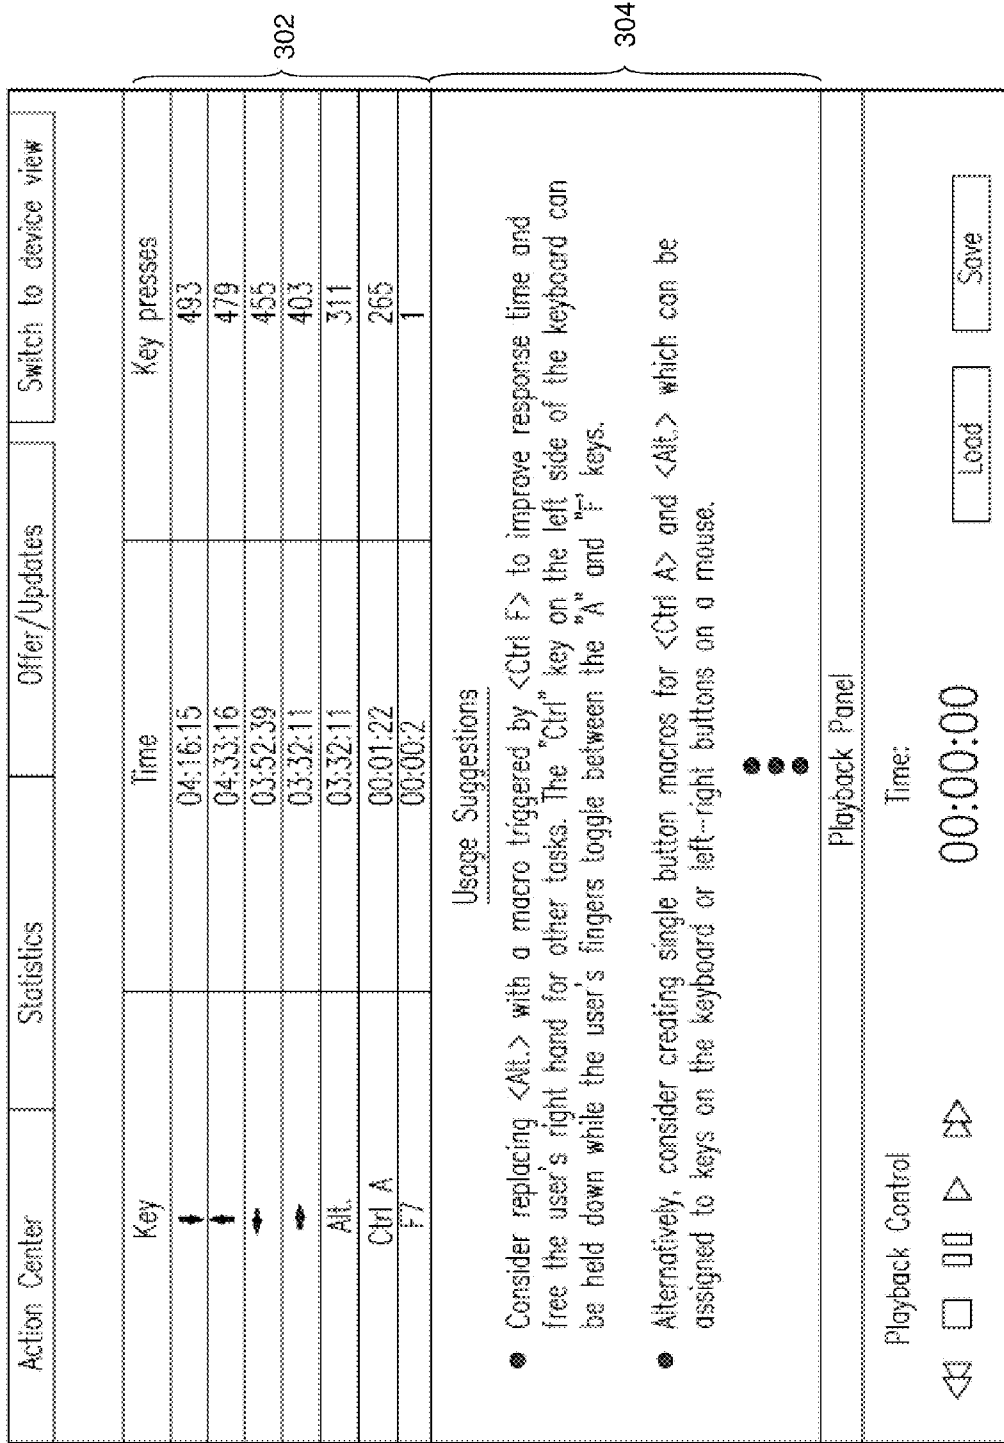 Action Center Statistics Offer/Updates Switch to device view
Key Time Key presses
04:16:15 493
04:33:16 479
03:52:39 455
03:32:11 403
Alt. 03:32:11 311
Ctrl A 00:01:22 265
F7 00:00:2 1
302
Usage Suggestions
● Consider replacing <Alt.> with a macro triggered by <Ctrl F> to improve response time and
free the user's right hand for other tasks. The "Ctrl" key on the left side of the keyboard can
be held down while the user's fingers toggle between the "A" and "F" keys.
● Alternatively, consider creating single button macros for <Ctrl A> and <Alt.> which can be
assigned to keys on the keyboard or left-right buttons on a mouse.
304
Playback Panel
Playback Control Time:
00:00:00 Load Save